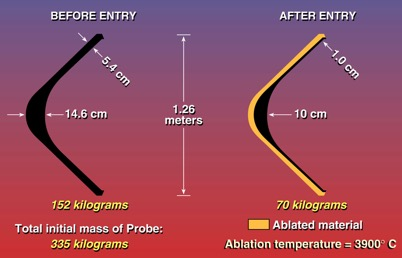 BEFORE ENTRY
5.4 cm
14.6 cm
152 kilograms
Total initial mass of Probe:
335 kilograms
1.26
meters
AFTER ENTRY
1.0 cm
10 cm
70 kilograms
Ablated material
Ablation temperature = 3900° C